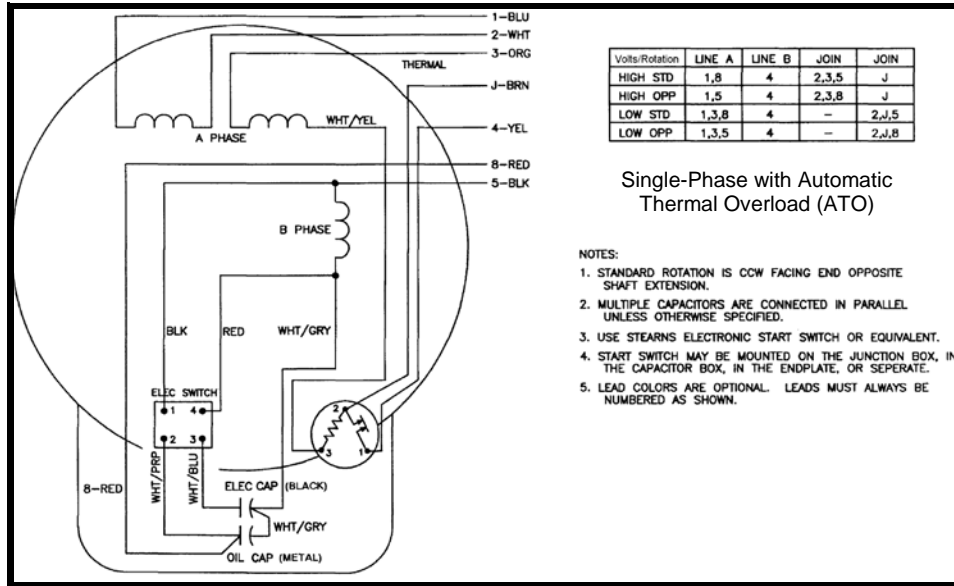 1-BLU
2-WHT
3-ORG
THERMAL
J-BRN
WHT/YEL
4-YEL
A PHASE
8-RED
5-BLK
B PHASE
BLK
RED
WHT/GRY
ELEC SWITCH
1 4
2 3
2
3 1
WHT/PRP
WHT/BLU
8-RED
ELEC CAP (BLACK)
WHT/GRY
OIL CAP (METAL)
Volts/Rotation LINE A LINE B JOIN JOIN
HIGH STD 1,8 4 2,3,5 J
HIGH OPP 1,5 4 2,3,8 J
LOW STD 1,3,8 4 – 2,J,5
LOW OPP 1,3,5 4 – 2,J,8
Single-Phase with Automatic
Thermal Overload (ATO)
NOTES:
1. STANDARD ROTATION IS CCW FACING END OPPOSITE
SHAFT EXTENSION.
2. MULTIPLE CAPACITORS ARE CONNECTED IN PARALLEL
UNLESS OTHERWISE SPECIFIED.
3. USE STEARNS ELECTRONIC START SWITCH OR EQUIVALENT.
4. START SWITCH MAY BE MOUNTED ON THE JUNCTION BOX, IN
THE CAPACITOR BOX, IN THE ENDPLATE, OR SEPERATE.
5. LEAD COLORS ARE OPTIONAL. LEADS MUST ALWAYS BE
NUMBERED AS SHOWN.